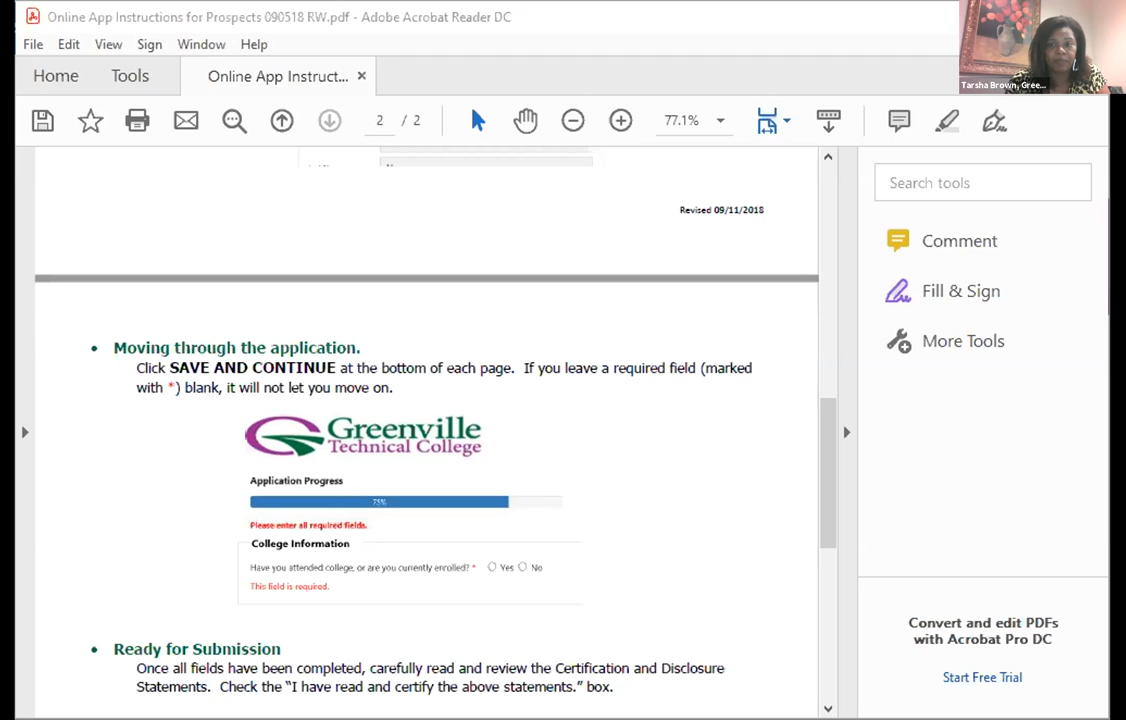 Online App Instructions for Prospects 090518 RW.pdf - Adobe Acrobat Reader DC
File Edit View Sign Window Help
Home Tools Online App Instruct... ×
2 / 2 77.1%
Tarsha Brown, Gree...
Search tools
Comment
Fill & Sign
More Tools
Revised 09/11/2018
• Moving through the application.
Click SAVE AND CONTINUE at the bottom of each page. If you leave a required field (marked
with *) blank, it will not let you move on.
Greenville
Technical College
Application Progress
75%
Please enter all required fields.
College Information
Have you attended college, or are you currently enrolled? * Yes No
This field is required.
• Ready for Submission
Once all fields have been completed, carefully read and review the Certification and Disclosure
Statements. Check the “I have read and certify the above statements.” box.
Convert and edit PDFs
with Acrobat Pro DC
Start Free Trial